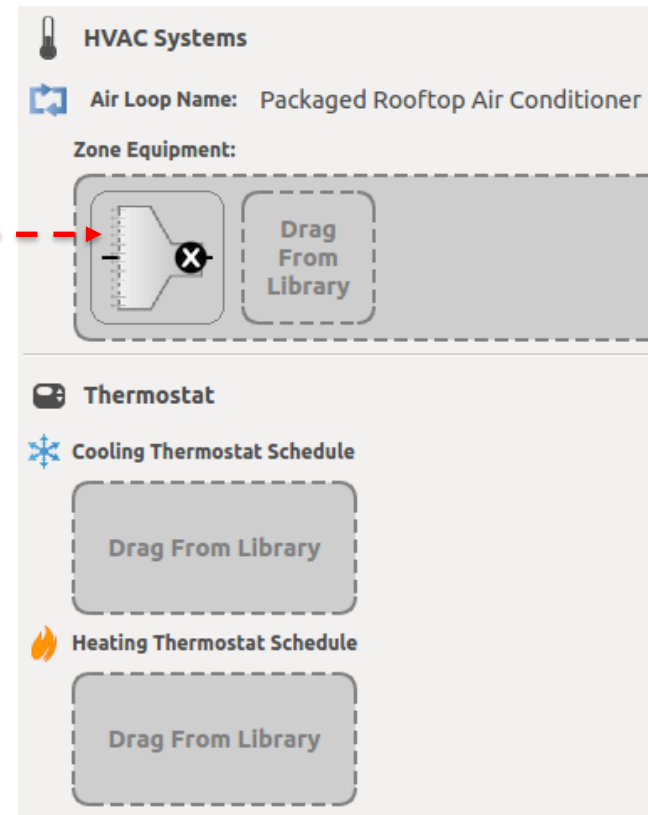 HVAC Systems
Air Loop Name: Packaged Rooftop Air Conditioner
Zone Equipment:
Drag
From
Library
Thermostat
Cooling Thermostat Schedule
Drag From Library
Heating Thermostat Schedule
Drag From Library